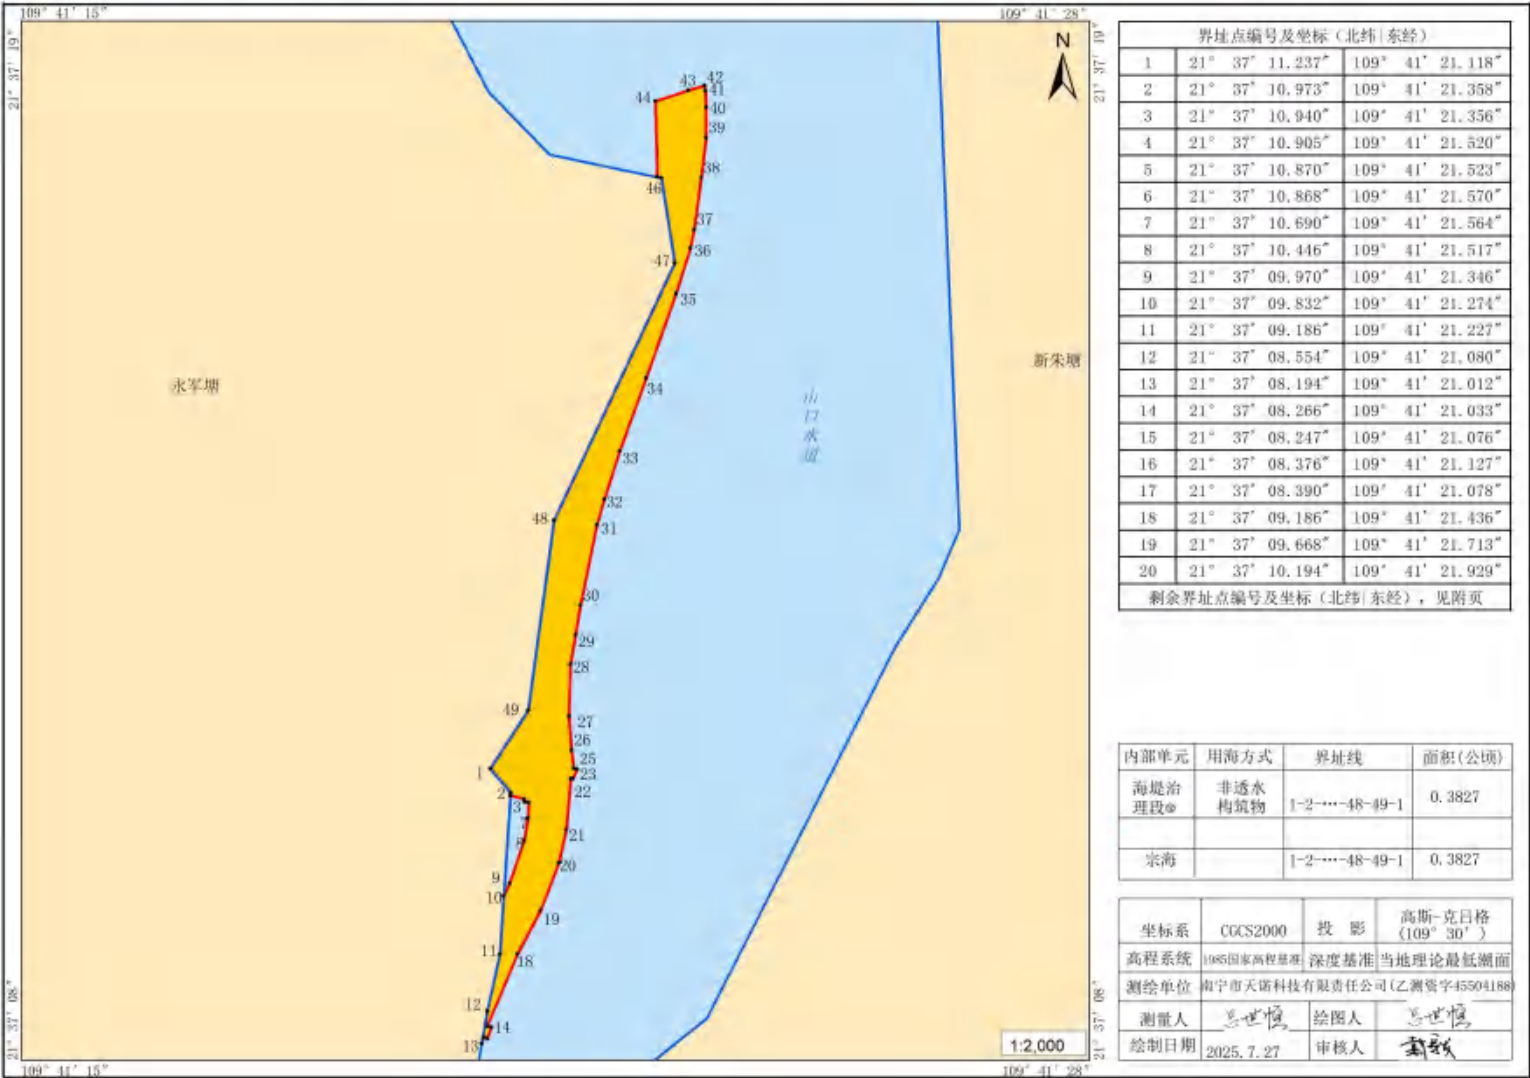 109° 41′ 15″
109° 41′ 28″
21° 37′ 19″
21° 37′ 19″
N
42
43
41
44
40
39
38
46
37
36
47
35
新朱塘
永军塘
34
山口水道
33
32
48
31
30
29
28
49
27
26
25
1
23
2
22
3
7
21
8
20
9
10
19
11
18
12
14
13
21° 37′ 08″
21° 37′ 08″
1:2,000
109° 41′ 15″
109° 41′ 28″
界址点编号及坐标（北纬|东经）
1 21° 37′ 11.237″ 109° 41′ 21.118″
2 21° 37′ 10.973″ 109° 41′ 21.358″
3 21° 37′ 10.940″ 109° 41′ 21.356″
4 21° 37′ 10.905″ 109° 41′ 21.520″
5 21° 37′ 10.870″ 109° 41′ 21.523″
6 21° 37′ 10.868″ 109° 41′ 21.570″
7 21° 37′ 10.690″ 109° 41′ 21.564″
8 21° 37′ 10.446″ 109° 41′ 21.517″
9 21° 37′ 09.970″ 109° 41′ 21.346″
10 21° 37′ 09.832″ 109° 41′ 21.274″
11 21° 37′ 09.186″ 109° 41′ 21.227″
12 21° 37′ 08.554″ 109° 41′ 21.080″
13 21° 37′ 08.194″ 109° 41′ 21.012″
14 21° 37′ 08.266″ 109° 41′ 21.033″
15 21° 37′ 08.247″ 109° 41′ 21.076″
16 21° 37′ 08.376″ 109° 41′ 21.127″
17 21° 37′ 08.390″ 109° 41′ 21.078″
18 21° 37′ 09.186″ 109° 41′ 21.436″
19 21° 37′ 09.668″ 109° 41′ 21.713″
20 21° 37′ 10.194″ 109° 41′ 21.929″
剩余界址点编号及坐标（北纬|东经），见附页
内部单元 用海方式 界址线 面积(公顷)
海堤治理段 非透水构筑物 1-2-…-48-49-1 0.3827
宗海 1-2-…-48-49-1 0.3827
坐标系 CGCS2000 投 影 高斯-克吕格(109° 30′)
高程系统 1985国家高程基准 深度基准 当地理论最低潮面
测绘单位 南宁市天诺科技有限责任公司(乙测资字45504188)
测量人 绘图人
绘制日期 2025.7.27 审核人